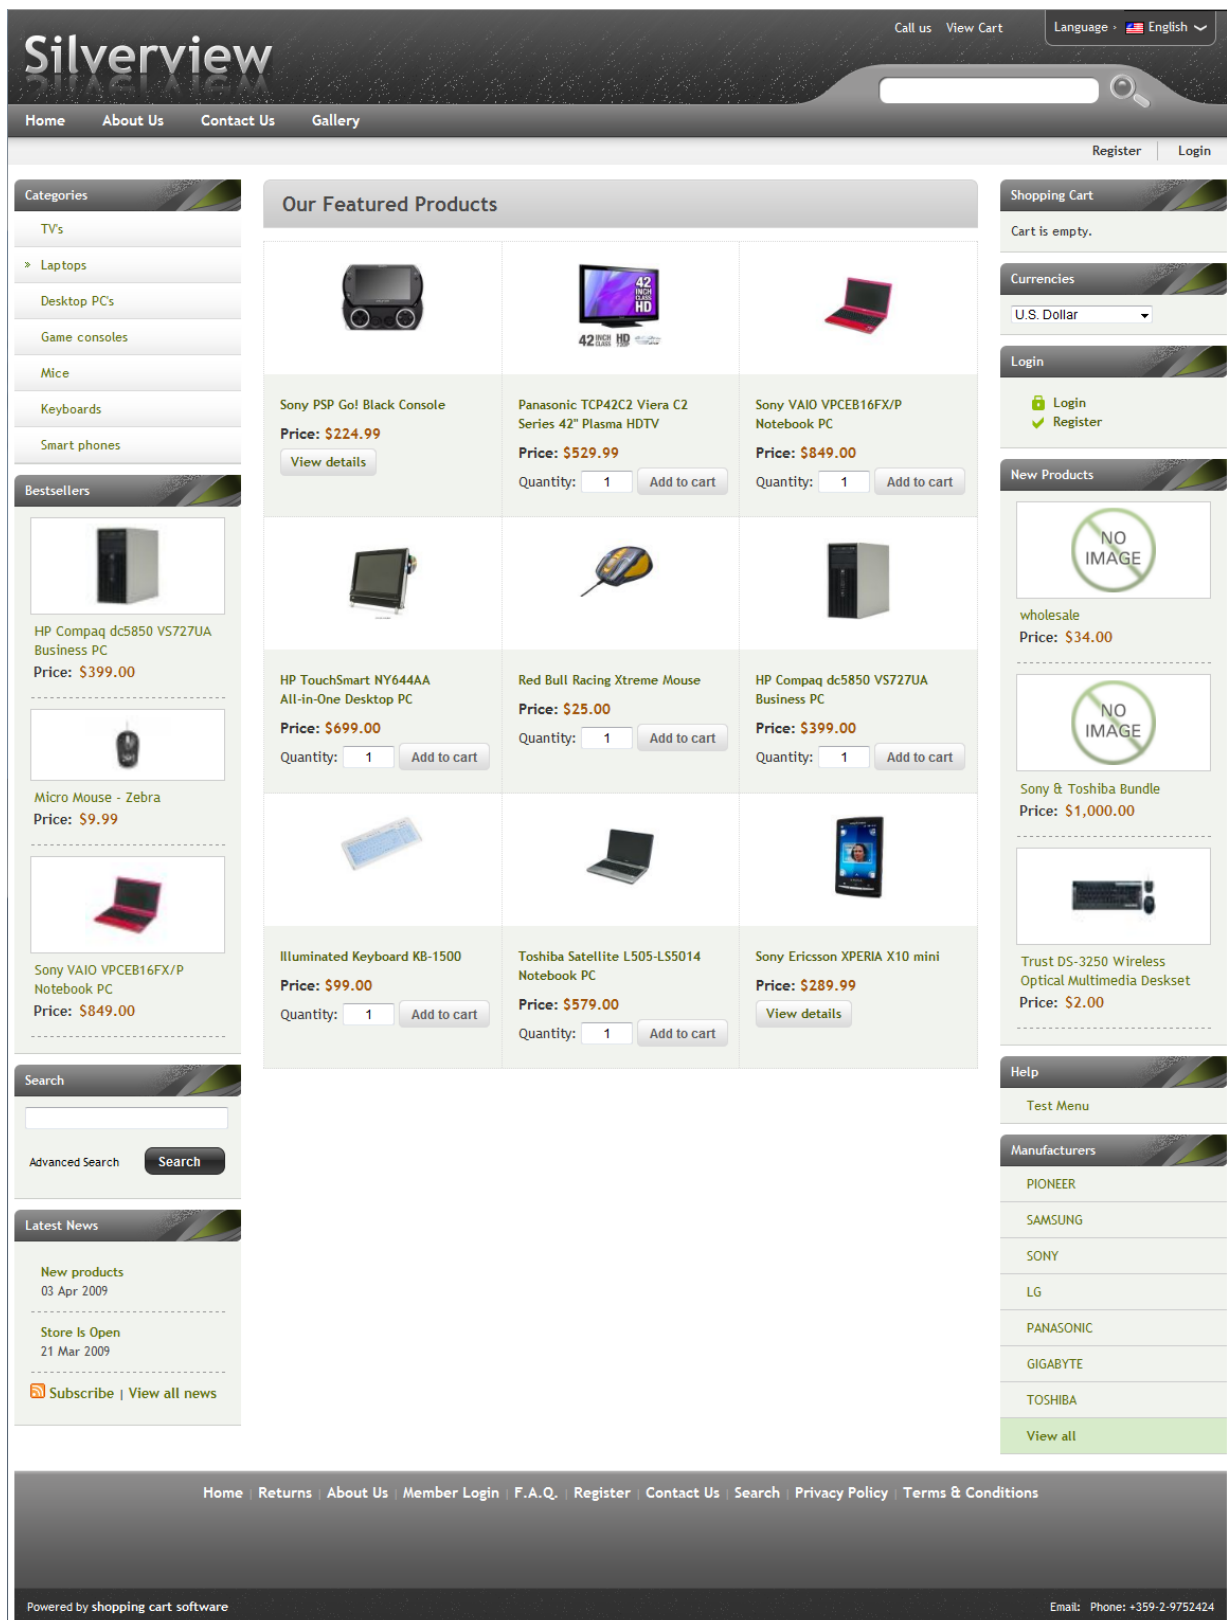 Silverview
Call us View Cart
Language › English
Home About Us Contact Us Gallery
Register Login
Categories
TV's
» Laptops
Desktop PC's
Game consoles
Mice
Keyboards
Smart phones
Bestsellers
HP Compaq dc5850 VS727UA
Business PC
Price: $399.00
Micro Mouse - Zebra
Price: $9.99
Sony VAIO VPCEB16FX/P
Notebook PC
Price: $849.00
Search
Advanced Search Search
Latest News
New products
03 Apr 2009
Store Is Open
21 Mar 2009
Subscribe | View all news
Our Featured Products
Sony PSP Go! Black Console
Price: $224.99
View details
42
INCH
CLASS
HD
42 INCH CLASS HD 720p
Panasonic TCP42C2 Viera C2
Series 42" Plasma HDTV
Price: $529.99
Quantity: 1 Add to cart
Sony VAIO VPCEB16FX/P
Notebook PC
Price: $849.00
Quantity: 1 Add to cart
HP TouchSmart NY644AA
All-in-One Desktop PC
Price: $699.00
Quantity: 1 Add to cart
Red Bull Racing Xtreme Mouse
Price: $25.00
Quantity: 1 Add to cart
HP Compaq dc5850 VS727UA
Business PC
Price: $399.00
Quantity: 1 Add to cart
Illuminated Keyboard KB-1500
Price: $99.00
Quantity: 1 Add to cart
Toshiba Satellite L505-LS5014
Notebook PC
Price: $579.00
Quantity: 1 Add to cart
Sony Ericsson XPERIA X10 mini
Price: $289.99
View details
Shopping Cart
Cart is empty.
Currencies
U.S. Dollar
Login
Login
Register
New Products
NO
IMAGE
wholesale
Price: $34.00
NO
IMAGE
Sony & Toshiba Bundle
Price: $1,000.00
Trust DS-3250 Wireless
Optical Multimedia Deskset
Price: $2.00
Help
Test Menu
Manufacturers
PIONEER
SAMSUNG
SONY
LG
PANASONIC
GIGABYTE
TOSHIBA
View all
Home | Returns | About Us | Member Login | F.A.Q. | Register | Contact Us | Search | Privacy Policy | Terms & Conditions
Powered by shopping cart software
Email: Phone: +359-2-9752424